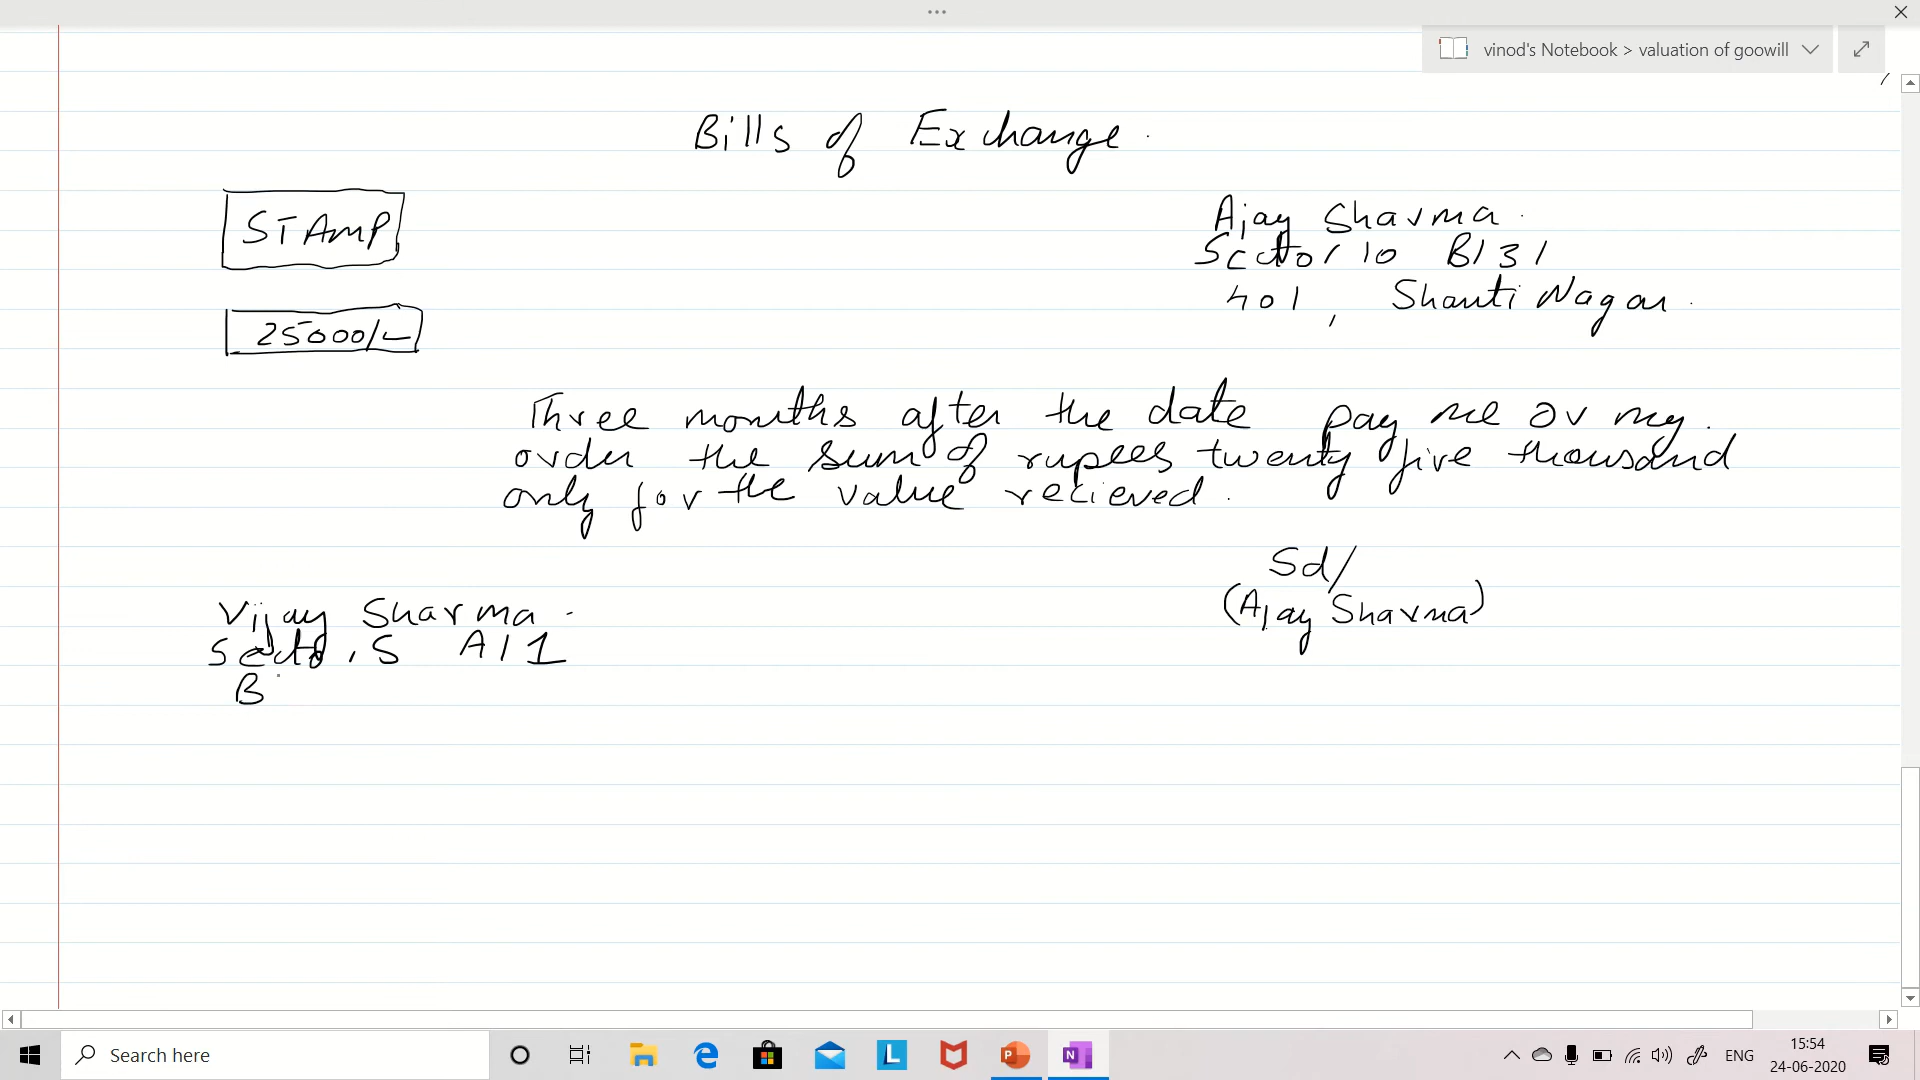 vinod's Notebook > valuation of goowill
Bills of Exchange.
STAMP
Ajay Sharma.
Sector 10 B/31
401, Shanti Nagar.
25000/-
Three months after the date pay me or my
order the sum of rupees twenty five thousand
only for the value recieved.
Sd/
(Ajay Sharma)
Vijay Sharma.
Sector, 5 A/1
B
Search here
ENG
15:54
24-06-2020